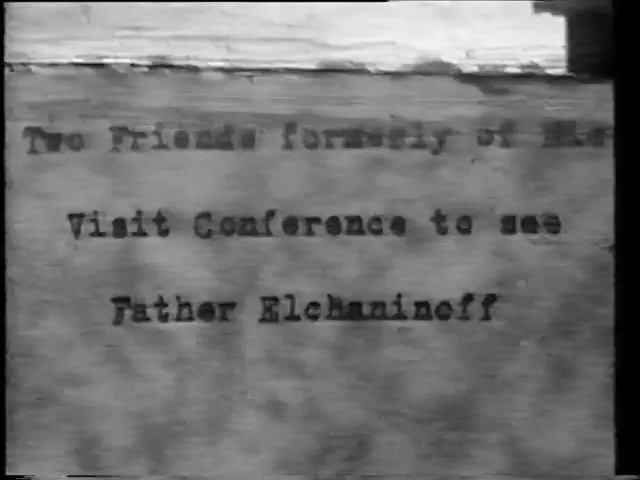 Two Friends formerly of
Visit Conference to see
Father Elchaninoff